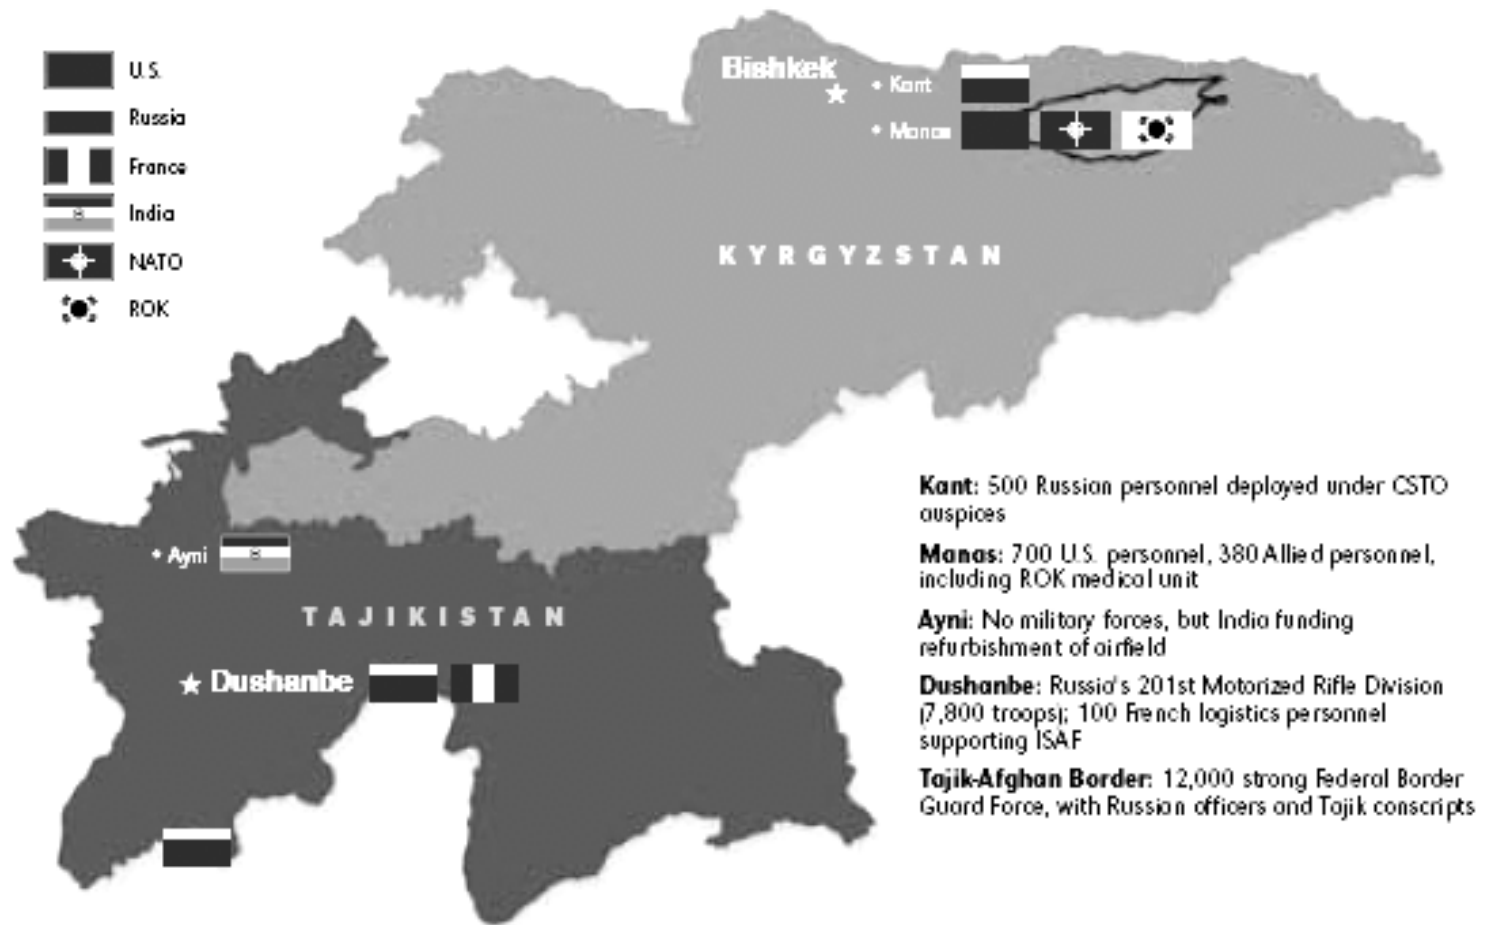 U.S.
Russia
France
India
NATO
ROK
Bishkek
Kant
Manas
KYRGYZSTAN
Ayni
TAJIKISTAN
Dushanbe
Kant: 500 Russian personnel deployed under CSTO
auspices
Manas: 700 U.S. personnel, 380 Allied personnel,
including ROK medical unit
Ayni: No military forces, but India funding
refurbishment of airfield
Dushanbe: Russia's 201st Motorized Rifle Division
(7,800 troops); 100 French logistics personnel
supporting ISAF
Tajik-Afghan Border: 12,000 strong Federal Border
Guard Force, with Russian officers and Tajik conscripts